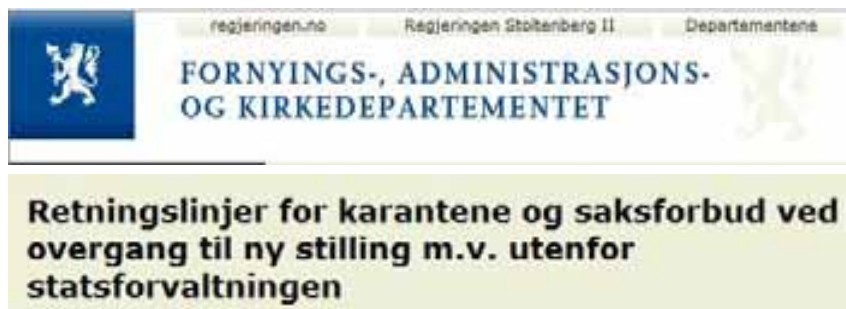 regjeringen.no Regjeringen Stoltenberg II Departementene
FORNYINGS-, ADMINISTRASJONS-
OG KIRKEDEPARTEMENTET
Retningslinjer for karantene og saksforbud ved
overgang til ny stilling m.v. utenfor
statsforvaltningen